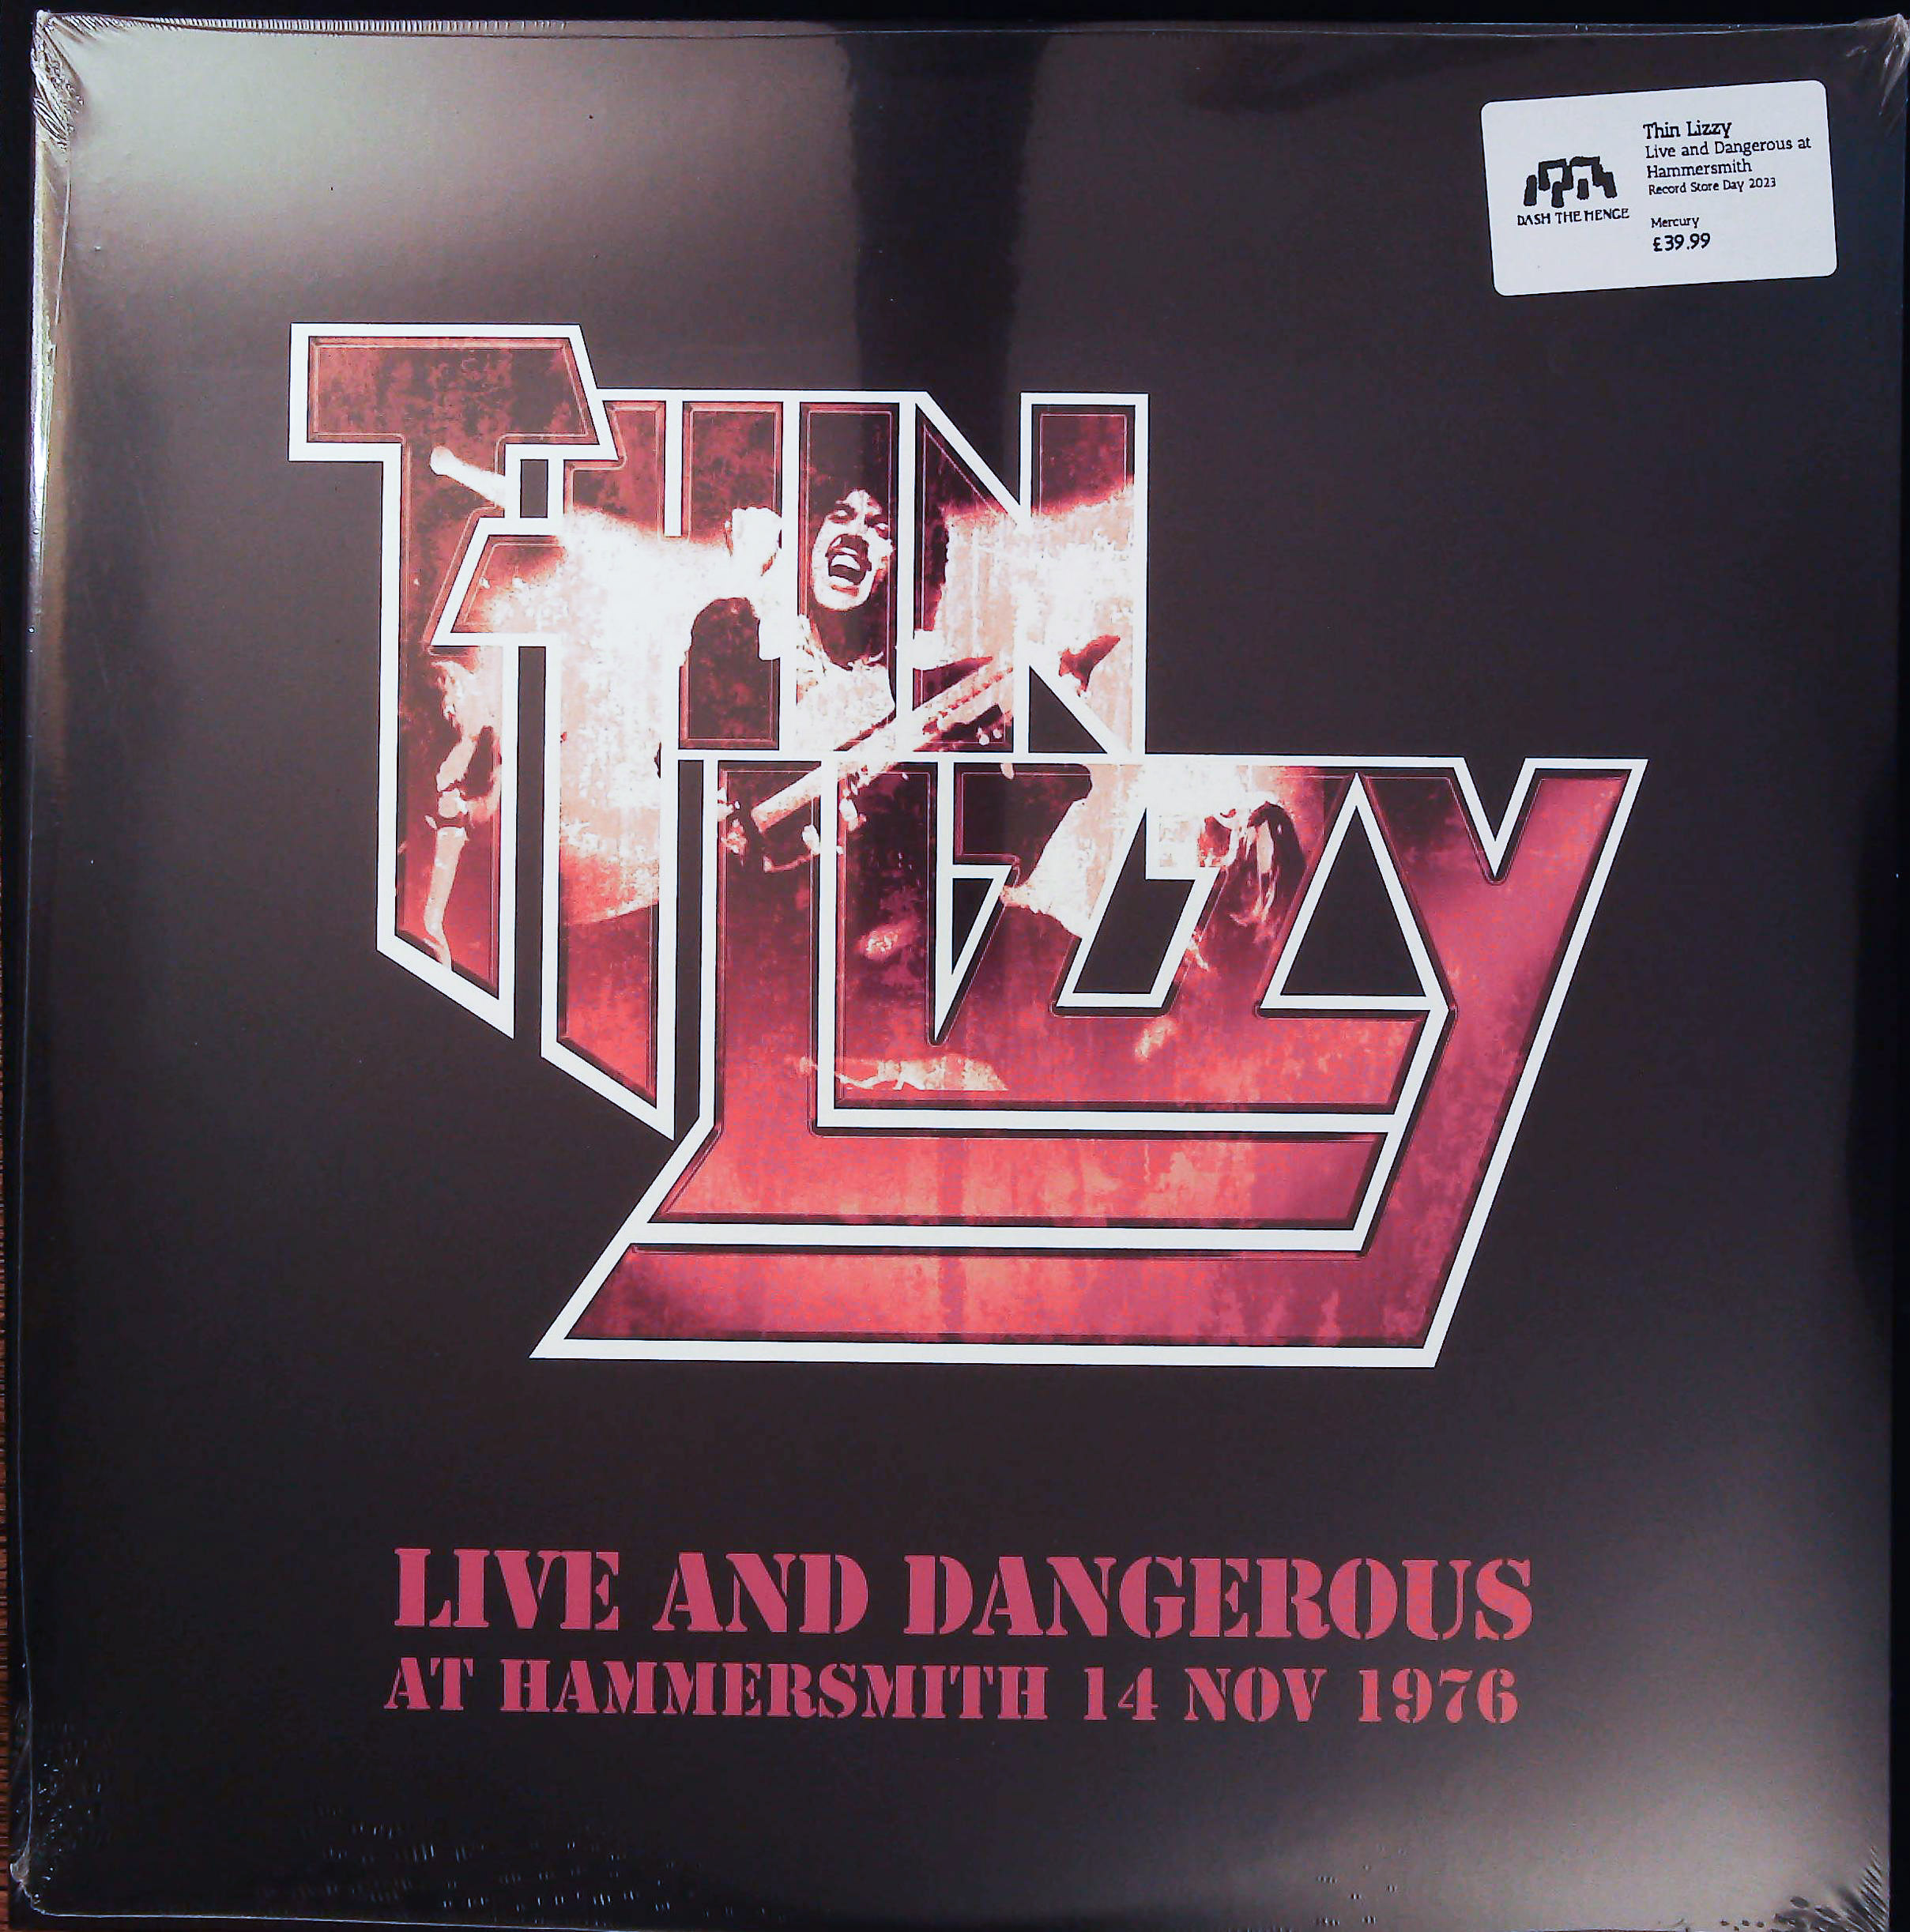 Thin Lizzy
Live and Dangerous at
Hammersmith
Record Store Day 2023
DASH THE HENGE
Mercury
£39.99
THIN
LIZZY
LIVE AND DANGEROUS
AT HAMMERSMITH 14 NOV 1976